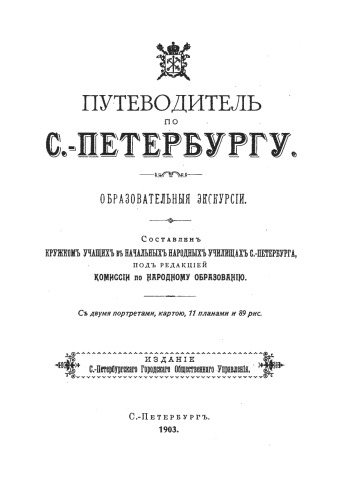 ПУТЕВОДИТЕЛЬ
ПО
С.-ПЕТЕРБУРГУ.
ОБРАЗОВАТЕЛЬНЫЯ ЭКСКУРСІИ.
СОСТАВЛЕНЪ
КРУЖКОМЪ УЧАЩИХЪ ВЪ НАЧАЛЬНЫХЪ НАРОДНЫХЪ УЧИЛИЩАХЪ С.-ПЕТЕРБУРГА,
ПОДЪ РЕДАКЦІЕЙ
КОМИССІИ ПО НАРОДНОМУ ОБРАЗОВАНІЮ.
Съ двумя портретами, картою, 11 планами и 89 рис.
ИЗДАНІЕ
С.-Петербургскаго Городскаго Общественнаго Управленія.
С.-ПЕТЕРБУРГЪ.
1903.